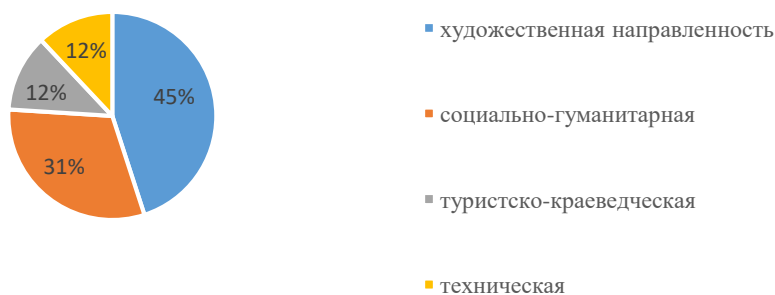 12%
12%
45%
31%
художественная направленность
социально-гуманитарная
туристско-краеведческая
техническая